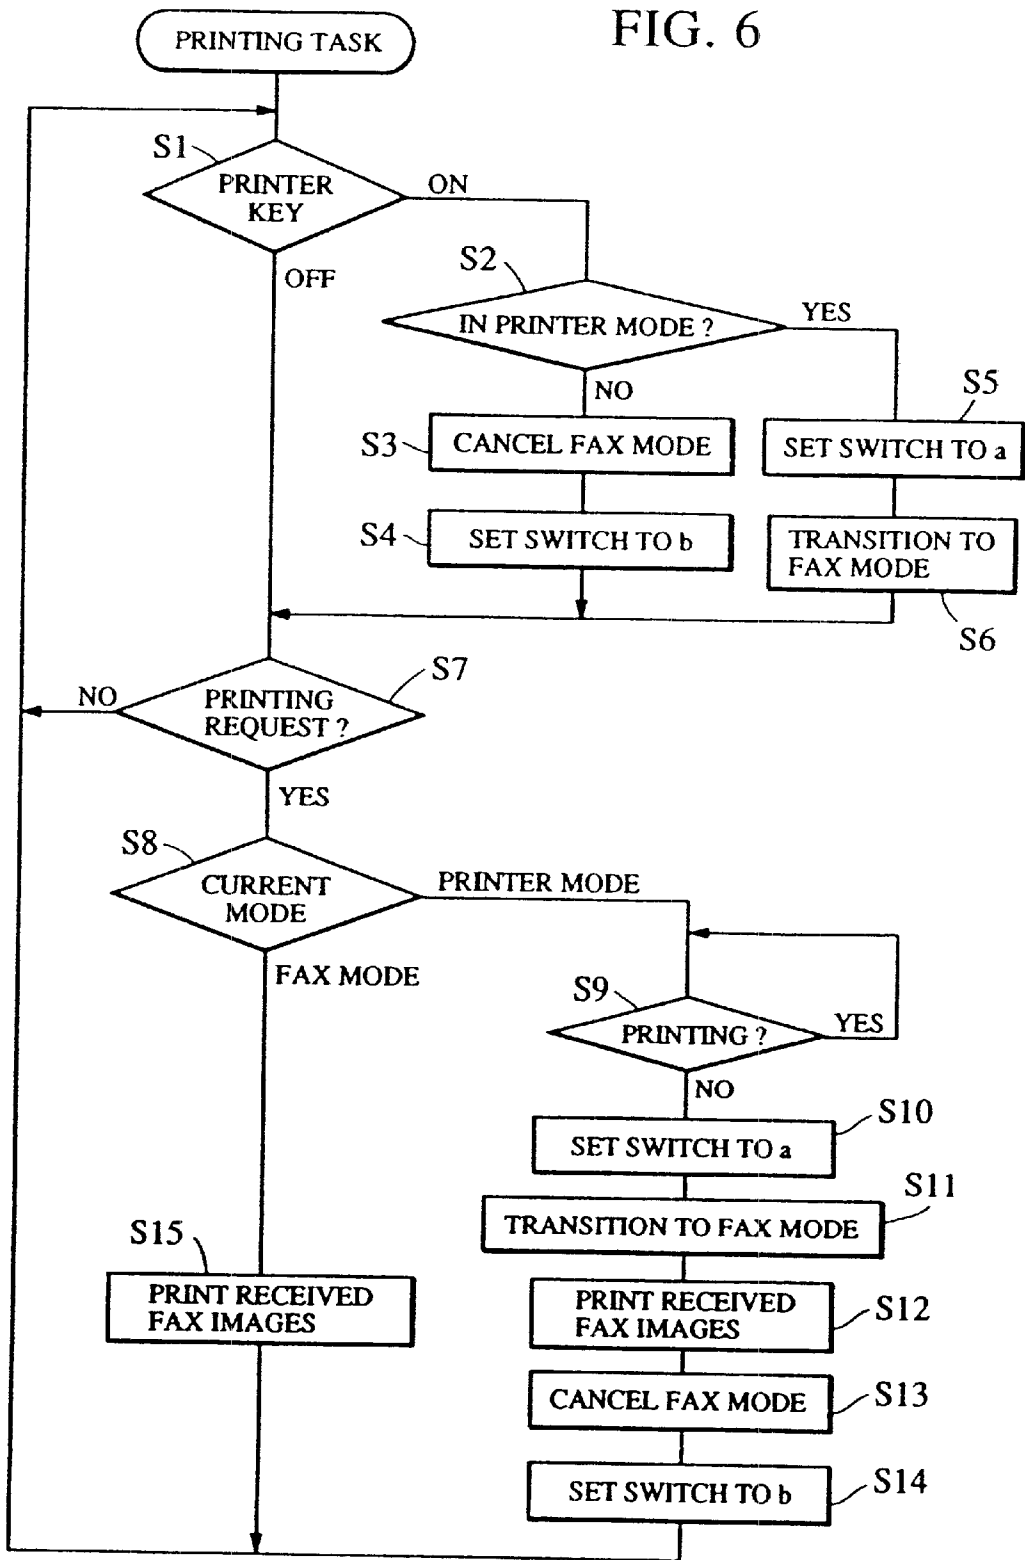 FIG. 6
PRINTING TASK
S1
PRINTER
KEY
ON
OFF
S2
IN PRINTER MODE ?
YES
NO
S3
CANCEL FAX MODE
S4
SET SWITCH TO b
S5
SET SWITCH TO a
TRANSITION TO
FAX MODE
S6
S7
PRINTING
REQUEST ?
NO
YES
S8
CURRENT
MODE
PRINTER MODE
FAX MODE
S9
PRINTING ?
YES
NO
S10
SET SWITCH TO a
S11
TRANSITION TO FAX MODE
S12
PRINT RECEIVED
FAX IMAGES
S13
CANCEL FAX MODE
S14
SET SWITCH TO b
S15
PRINT RECEIVED
FAX IMAGES